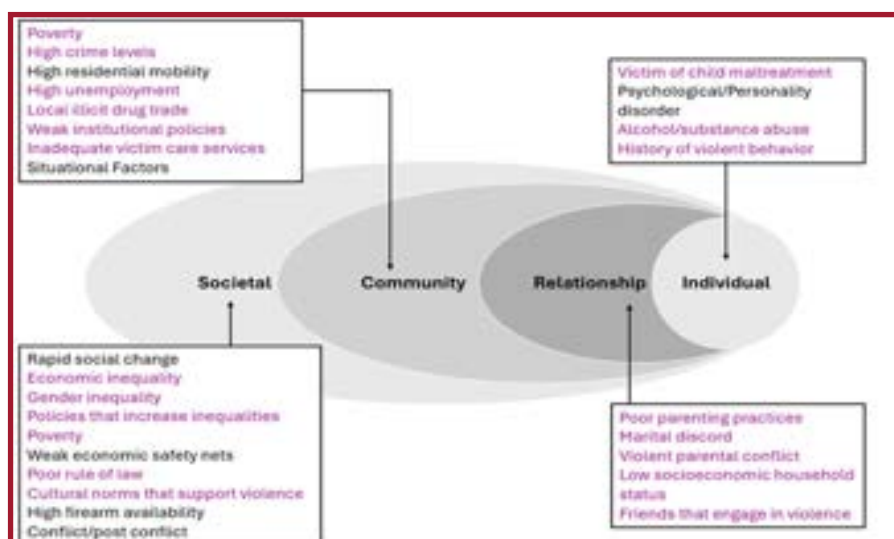 Poverty
High crime levels
High residential mobility
High unemployment
Local illicit drug trade
Weak institutional policies
Inadequate victim care services
Situational Factors
Victim of child maltreatment
Psychological/Personality
disorder
Alcohol/substance abuse
History of violent behavior
Societal
Community
Relationship
Individual
Rapid social change
Economic inequality
Gender inequality
Policies that increase inequalities
Poverty
Weak economic safety nets
Poor rule of law
Cultural norms that support violence
High firearm availability
Conflict/post conflict
Poor parenting practices
Marital discord
Violent parental conflict
Low socioeconomic household
status
Friends that engage in violence